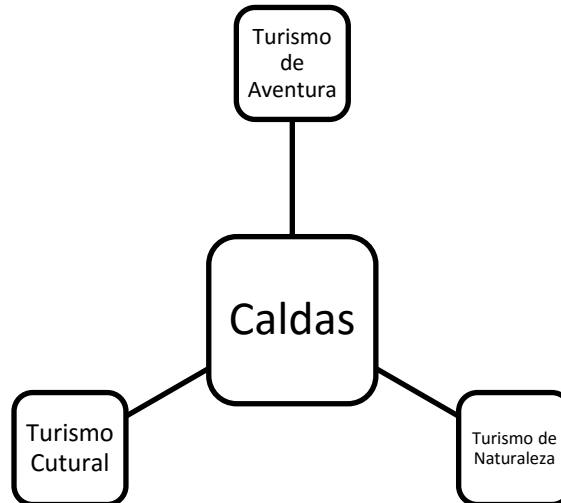 Turismo
de
Aventura
Caldas
Turismo
Cutural
Turismo de
Naturaleza